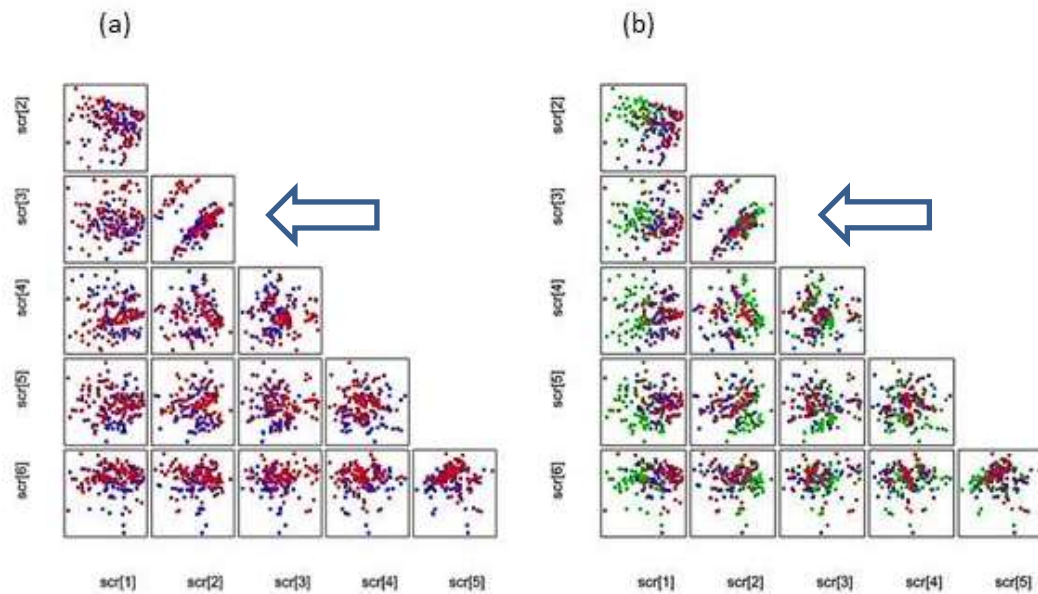 (a) (b)
scr[2] scr[2]
scr[3] scr[3]
scr[4] scr[4]
scr[5] scr[5]
scr[6] scr[6]
scr[1] scr[2] scr[3] scr[4] scr[5] scr[1] scr[2] scr[3] scr[4] scr[5]